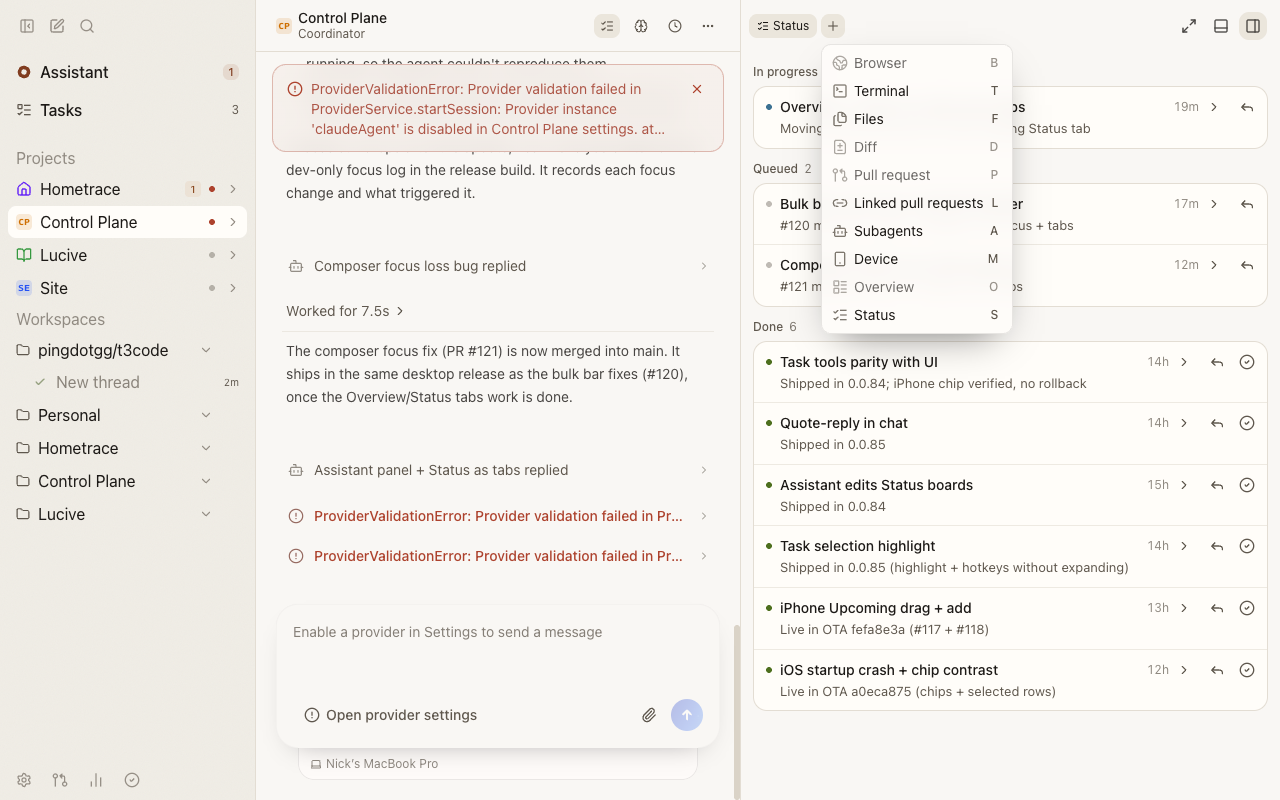 Assistant
1
Tasks
3
Projects
Hometrace
1
CP
Control Plane
Lucive
SE
Site
Workspaces
pingdotgg/t3code
New thread
2m
Personal
Hometrace
Control Plane
Lucive
CP
Control Plane
Coordinator
running, so the agent couldn't reproduce them
ProviderValidationError: Provider validation failed in
ProviderService.startSession: Provider instance
'claudeAgent' is disabled in Control Plane settings. at…
dev-only focus log in the release build. It records each focus
change and what triggered it.
Composer focus loss bug replied
Worked for 7.5s
The composer focus fix (PR #121) is now merged into main. It
ships in the same desktop release as the bulk bar fixes (#120),
once the Overview/Status tabs work is done.
Assistant panel + Status as tabs replied
ProviderValidationError: Provider validation failed in Pr...
ProviderValidationError: Provider validation failed in Pr...
Enable a provider in Settings to send a message
Open provider settings
Nick's MacBook Pro
Status
Browser B
Terminal T
Files F
Diff D
Pull request P
Linked pull requests L
Subagents A
Device M
Overview O
Status S
In progress
19m
Moving
Status tab
Queued 2
Bulk
17m
#120
+ tabs
12m
#121
Done 6
Task tools parity with UI
14h
Shipped in 0.0.84; iPhone chip verified, no rollback
Quote-reply in chat
14h
Shipped in 0.0.85
Assistant edits Status boards
15h
Shipped in 0.0.84
Task selection highlight
14h
Shipped in 0.0.85 (highlight + hotkeys without expanding)
iPhone Upcoming drag + add
13h
Live in OTA fefa8e3a (#117 + #118)
iOS startup crash + chip contrast
12h
Live in OTA a0eca875 (chips + selected rows)